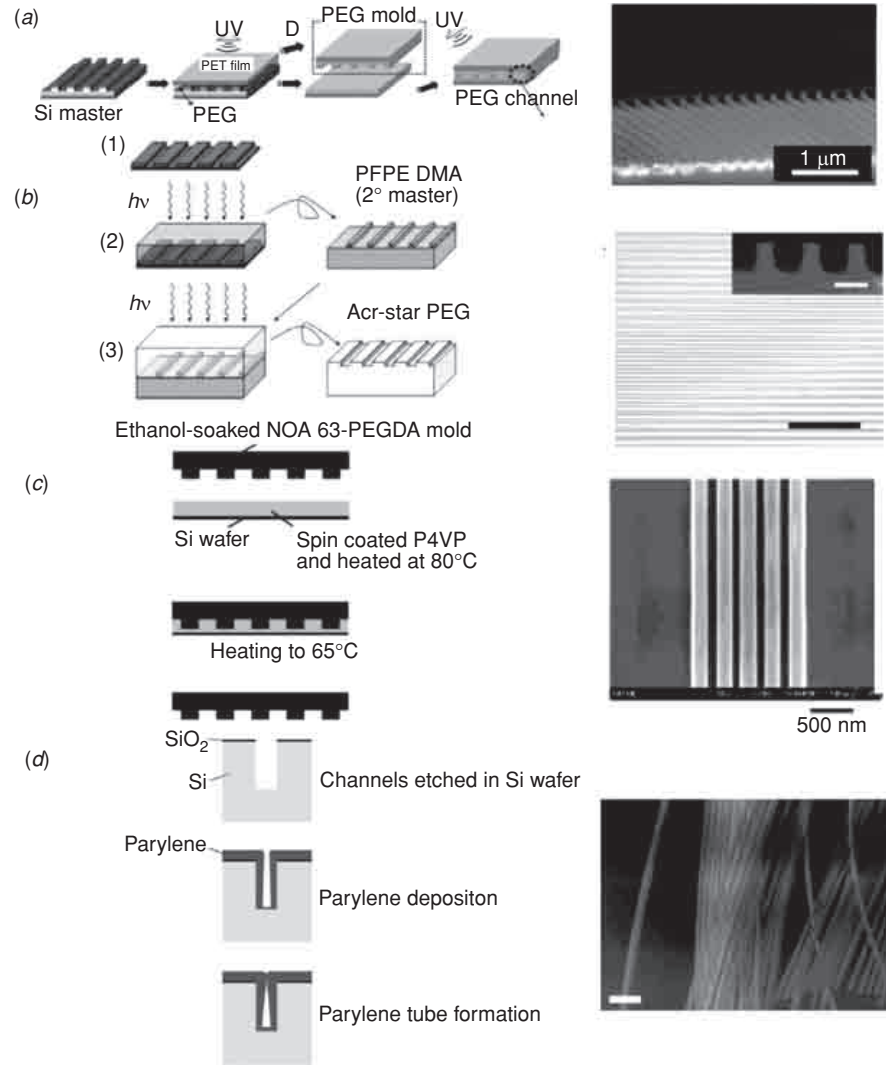 (a)
UV
D
PEG mold
UV
PET film
Si master
PEG
PEG channel
1 μm
(1)
(b)
hν
PFPE DMA
(2° master)
(2)
hν
Acr-star PEG
(3)
Ethanol-soaked NOA 63-PEGDA mold
(c)
Si wafer
Spin coated P4VP
and heated at 80°C
Heating to 65°C
500 nm
(d)
SiO₂
Si
Channels etched in Si wafer
Parylene
Parylene depositon
Parylene tube formation